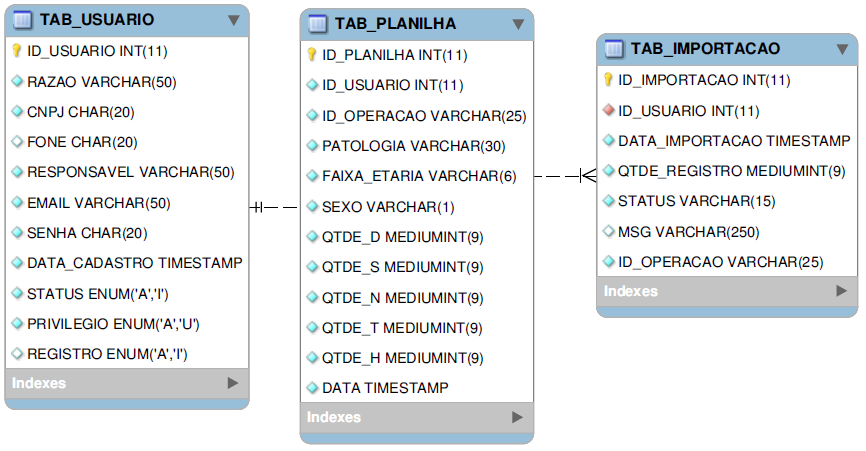 TAB_USUARIO
ID_USUARIO INT(11)
RAZAO VARCHAR(50)
CNPJ CHAR(20)
FONE CHAR(20)
RESPONSAVEL VARCHAR(50)
EMAIL VARCHAR(50)
SENHA CHAR(20)
DATA_CADASTRO TIMESTAMP
STATUS ENUM('A','I')
PRIVILEGIO ENUM('A','U')
REGISTRO ENUM('A','I')
Indexes
TAB_PLANILHA
ID_PLANILHA INT(11)
ID_USUARIO INT(11)
ID_OPERACAO VARCHAR(25)
PATOLOGIA VARCHAR(30)
FAIXA_ETARIA VARCHAR(6)
SEXO VARCHAR(1)
QTDE_D MEDIUMINT(9)
QTDE_S MEDIUMINT(9)
QTDE_N MEDIUMINT(9)
QTDE_T MEDIUMINT(9)
QTDE_H MEDIUMINT(9)
DATA TIMESTAMP
Indexes
TAB_IMPORTACAO
ID_IMPORTACAO INT(11)
ID_USUARIO INT(11)
DATA_IMPORTACAO TIMESTAMP
QTDE_REGISTRO MEDIUMINT(9)
STATUS VARCHAR(15)
MSG VARCHAR(250)
ID_OPERACAO VARCHAR(25)
Indexes